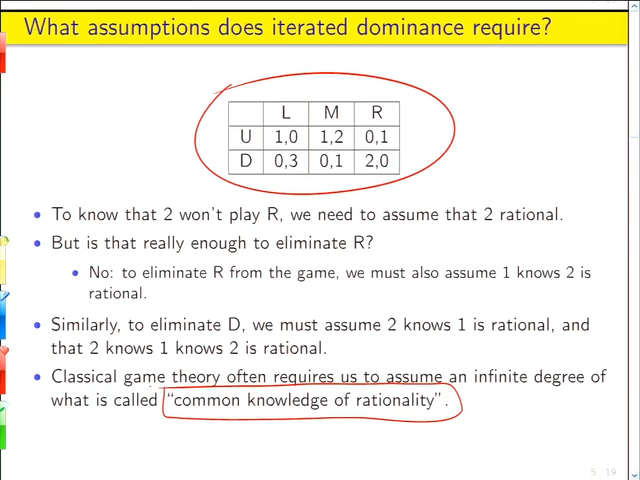 What assumptions does iterated dominance require?
L M R
U 1,0 1,2 0,1
D 0,3 0,1 2,0
• To know that 2 won't play R, we need to assume that 2 rational.
• But is that really enough to eliminate R?
• No: to eliminate R from the game, we must also assume 1 knows 2 is
rational.
• Similarly, to eliminate D, we must assume 2 knows 1 is rational, and
that 2 knows 1 knows 2 is rational.
• Classical game theory often requires us to assume an infinite degree of
what is called "common knowledge of rationality".
5 / 19